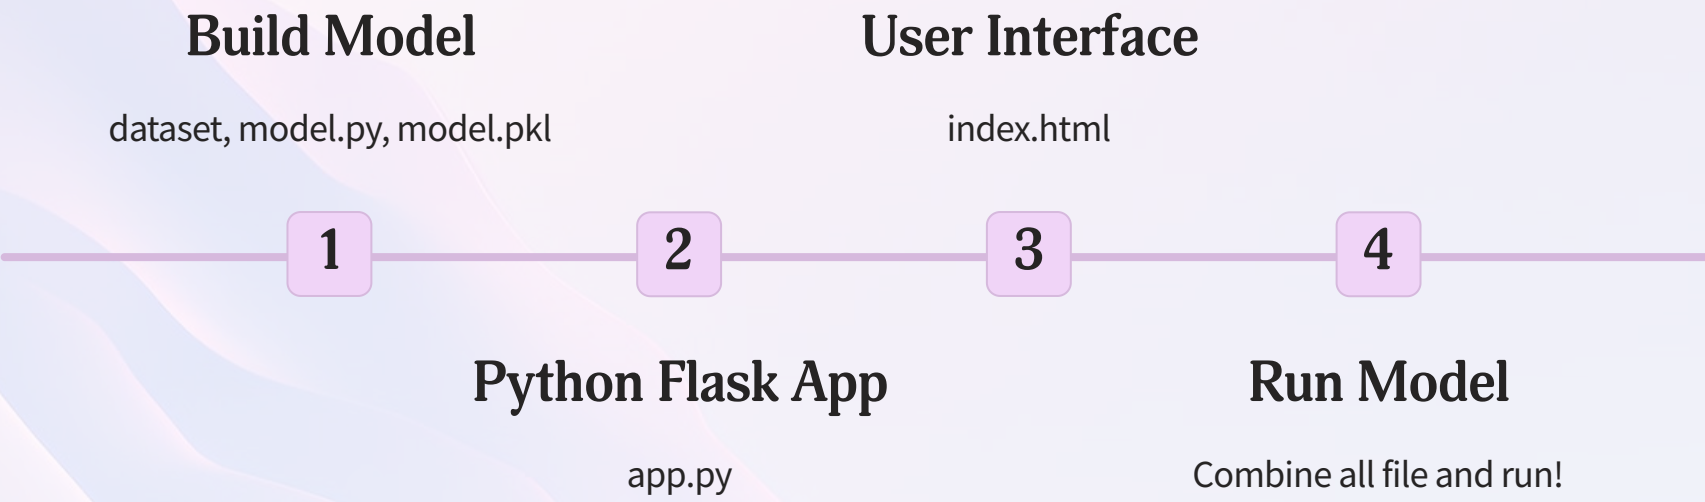 Build Model
dataset, model.py, model.pkl
User Interface
index.html
1
2
3
4
Python Flask App
app.py
Run Model
Combine all file and run!